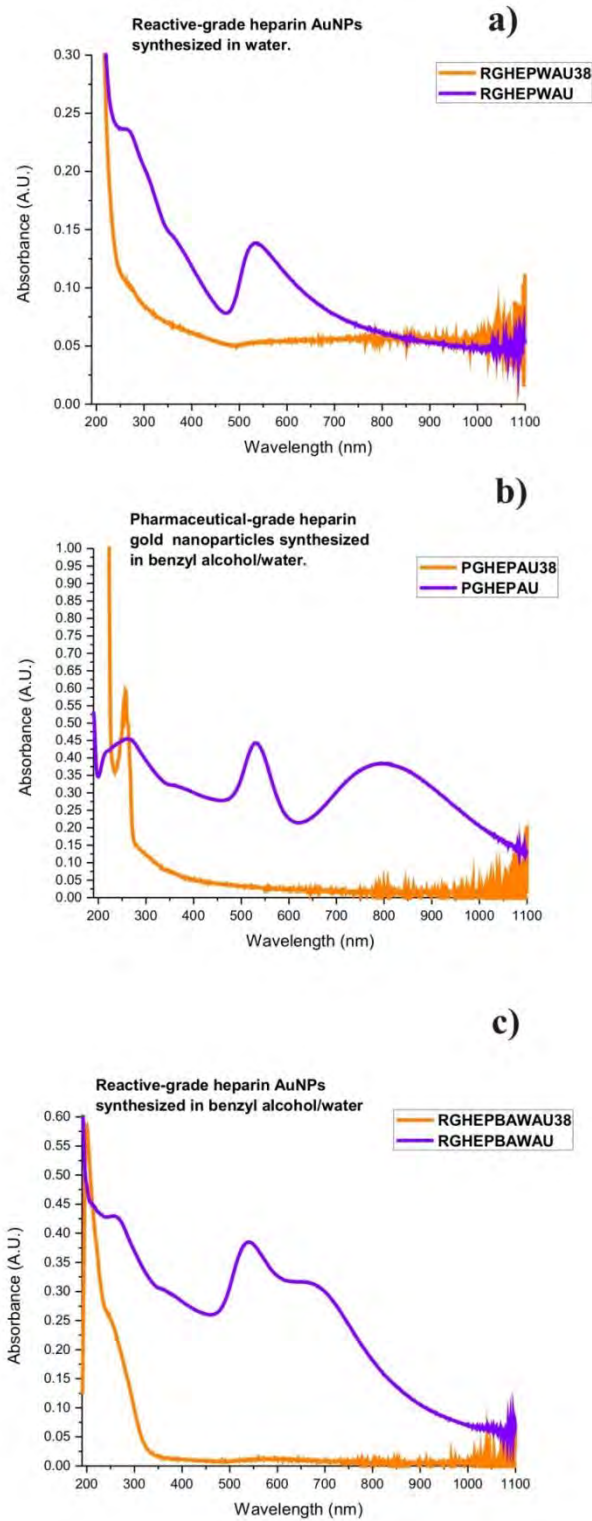 a)
Reactive-grade heparin AuNPs
synthesized in water.
RGHEPWAU38
RGHEPWAU
0.30
0.25
0.20
0.15
0.10
0.05
0.00
Absorbance (A.U.)
200 300 400 500 600 700 800 900 1000 1100
Wavelength (nm)
b)
Pharmaceutical-grade heparin
gold nanoparticles synthesized
in benzyl alcohol/water.
PGHEPAU38
PGHEPAU
1.00
0.95
0.90
0.85
0.80
0.75
0.70
0.65
0.60
0.55
0.50
0.45
0.40
0.35
0.30
0.25
0.20
0.15
0.10
0.05
0.00
Absorbance (A.U.)
200 300 400 500 600 700 800 900 1000 1100
Wavelength (nm)
c)
Reactive-grade heparin AuNPs
synthesized in benzyl alcohol/water
RGHEPBAWAU38
RGHEPBAWAU
0.60
0.55
0.50
0.45
0.40
0.35
0.30
0.25
0.20
0.15
0.10
0.05
0.00
Absorbance (A.U.)
200 300 400 500 600 700 800 900 1000 1100
Wavelength (nm)